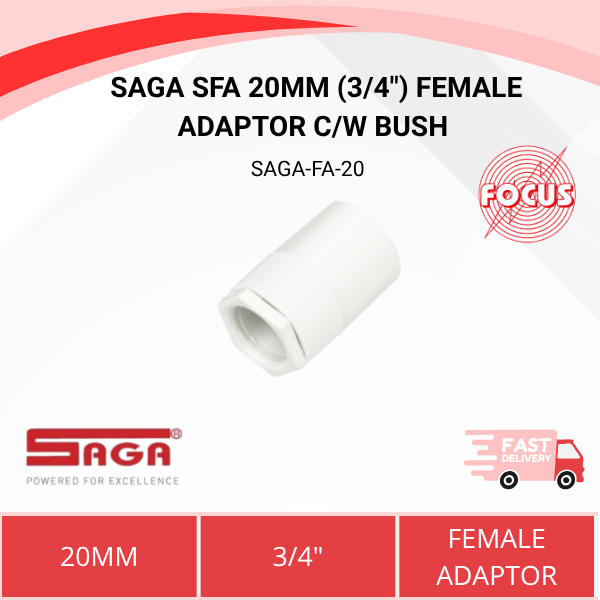 SAGA SFA 20MM (3/4") FEMALE
ADAPTOR C/W BUSH
SAGA-FA-20
FOCUS
SAGA®
POWERED FOR EXCELLENCE
FAST
DELIVERY
20MM
3/4"
FEMALE
ADAPTOR